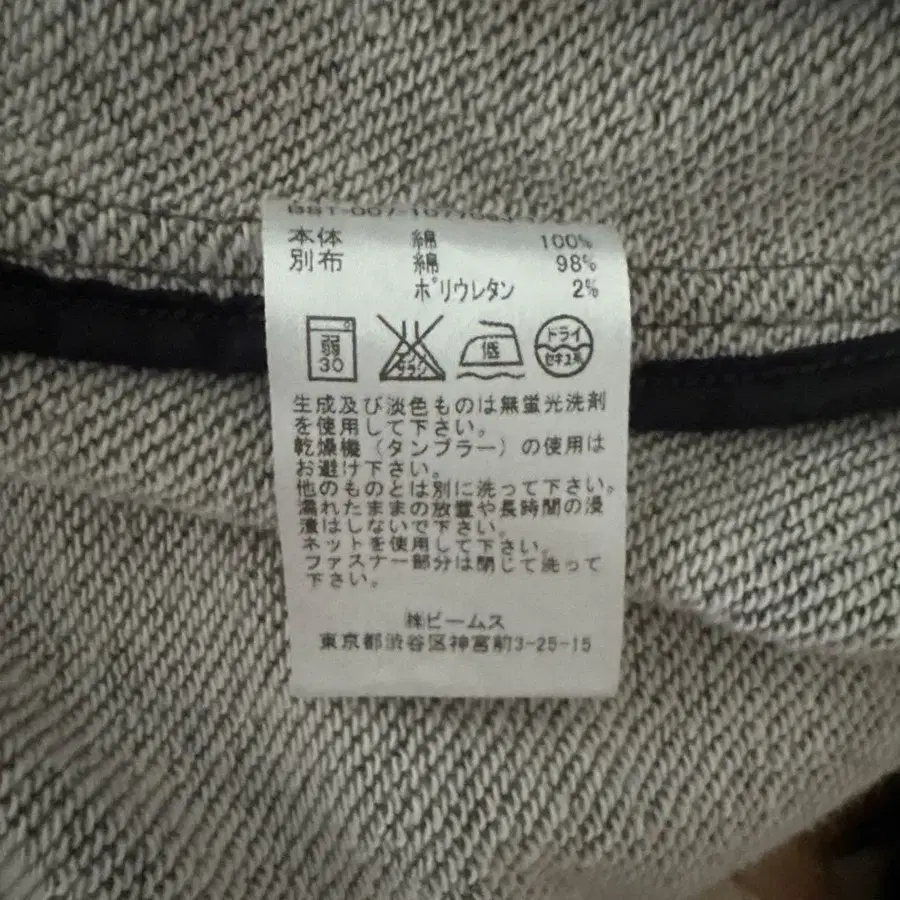 本体 綿 100%
別布 綿 98%
ポリウレタン 2%
弱 30
エンソ サラシ
低
ドライ セキユ系
生成及び淡色ものは無蛍光洗剤
を使用して下さい。
乾燥機（タンブラー）の使用は
お避け下さい。
他のものとは別に洗って下さい。
濡れたままの放置や長時間の浸
漬はしないで下さい。
ネットを使用して下さい。
ファスナー部分は閉じて洗って
下さい。
㈱ビームス
東京都渋谷区神宮前3-25-15